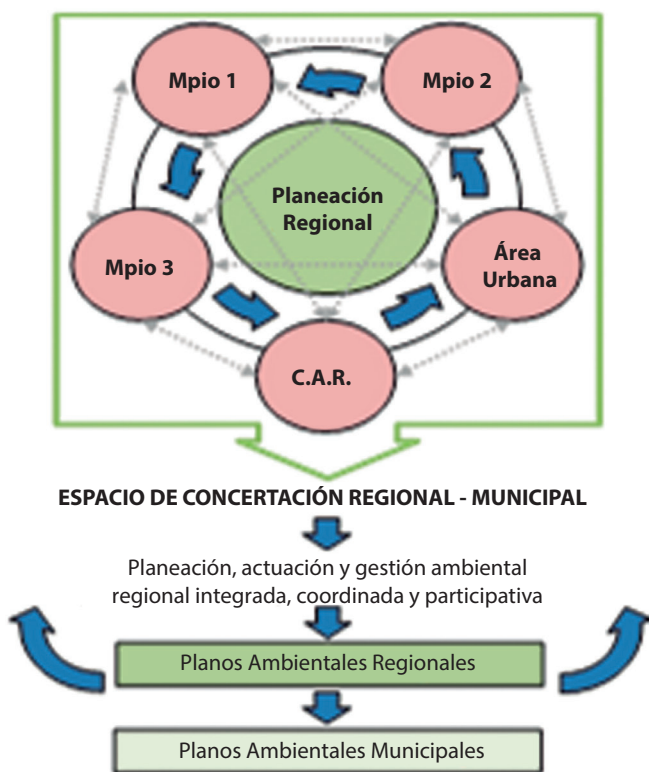 Mpio 1
Mpio 2
Planeación
Regional
Mpio 3
Área
Urbana
C.A.R.
ESPACIO DE CONCERTACIÓN REGIONAL - MUNICIPAL
Planeación, actuación y gestión ambiental
regional integrada, coordinada y participativa
Planos Ambientales Regionales
Planos Ambientales Municipales